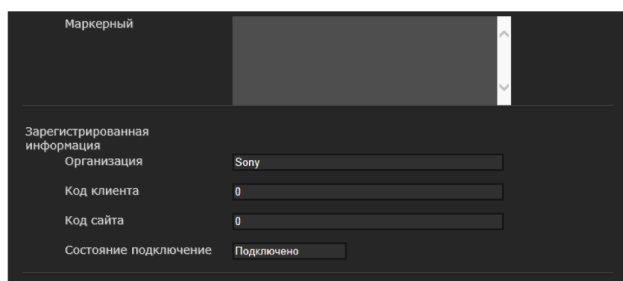 Маркерный
Зарегистрированная
информация
Организация Sony
Код клиента 0
Код сайта 0
Состояние подключение Подключено